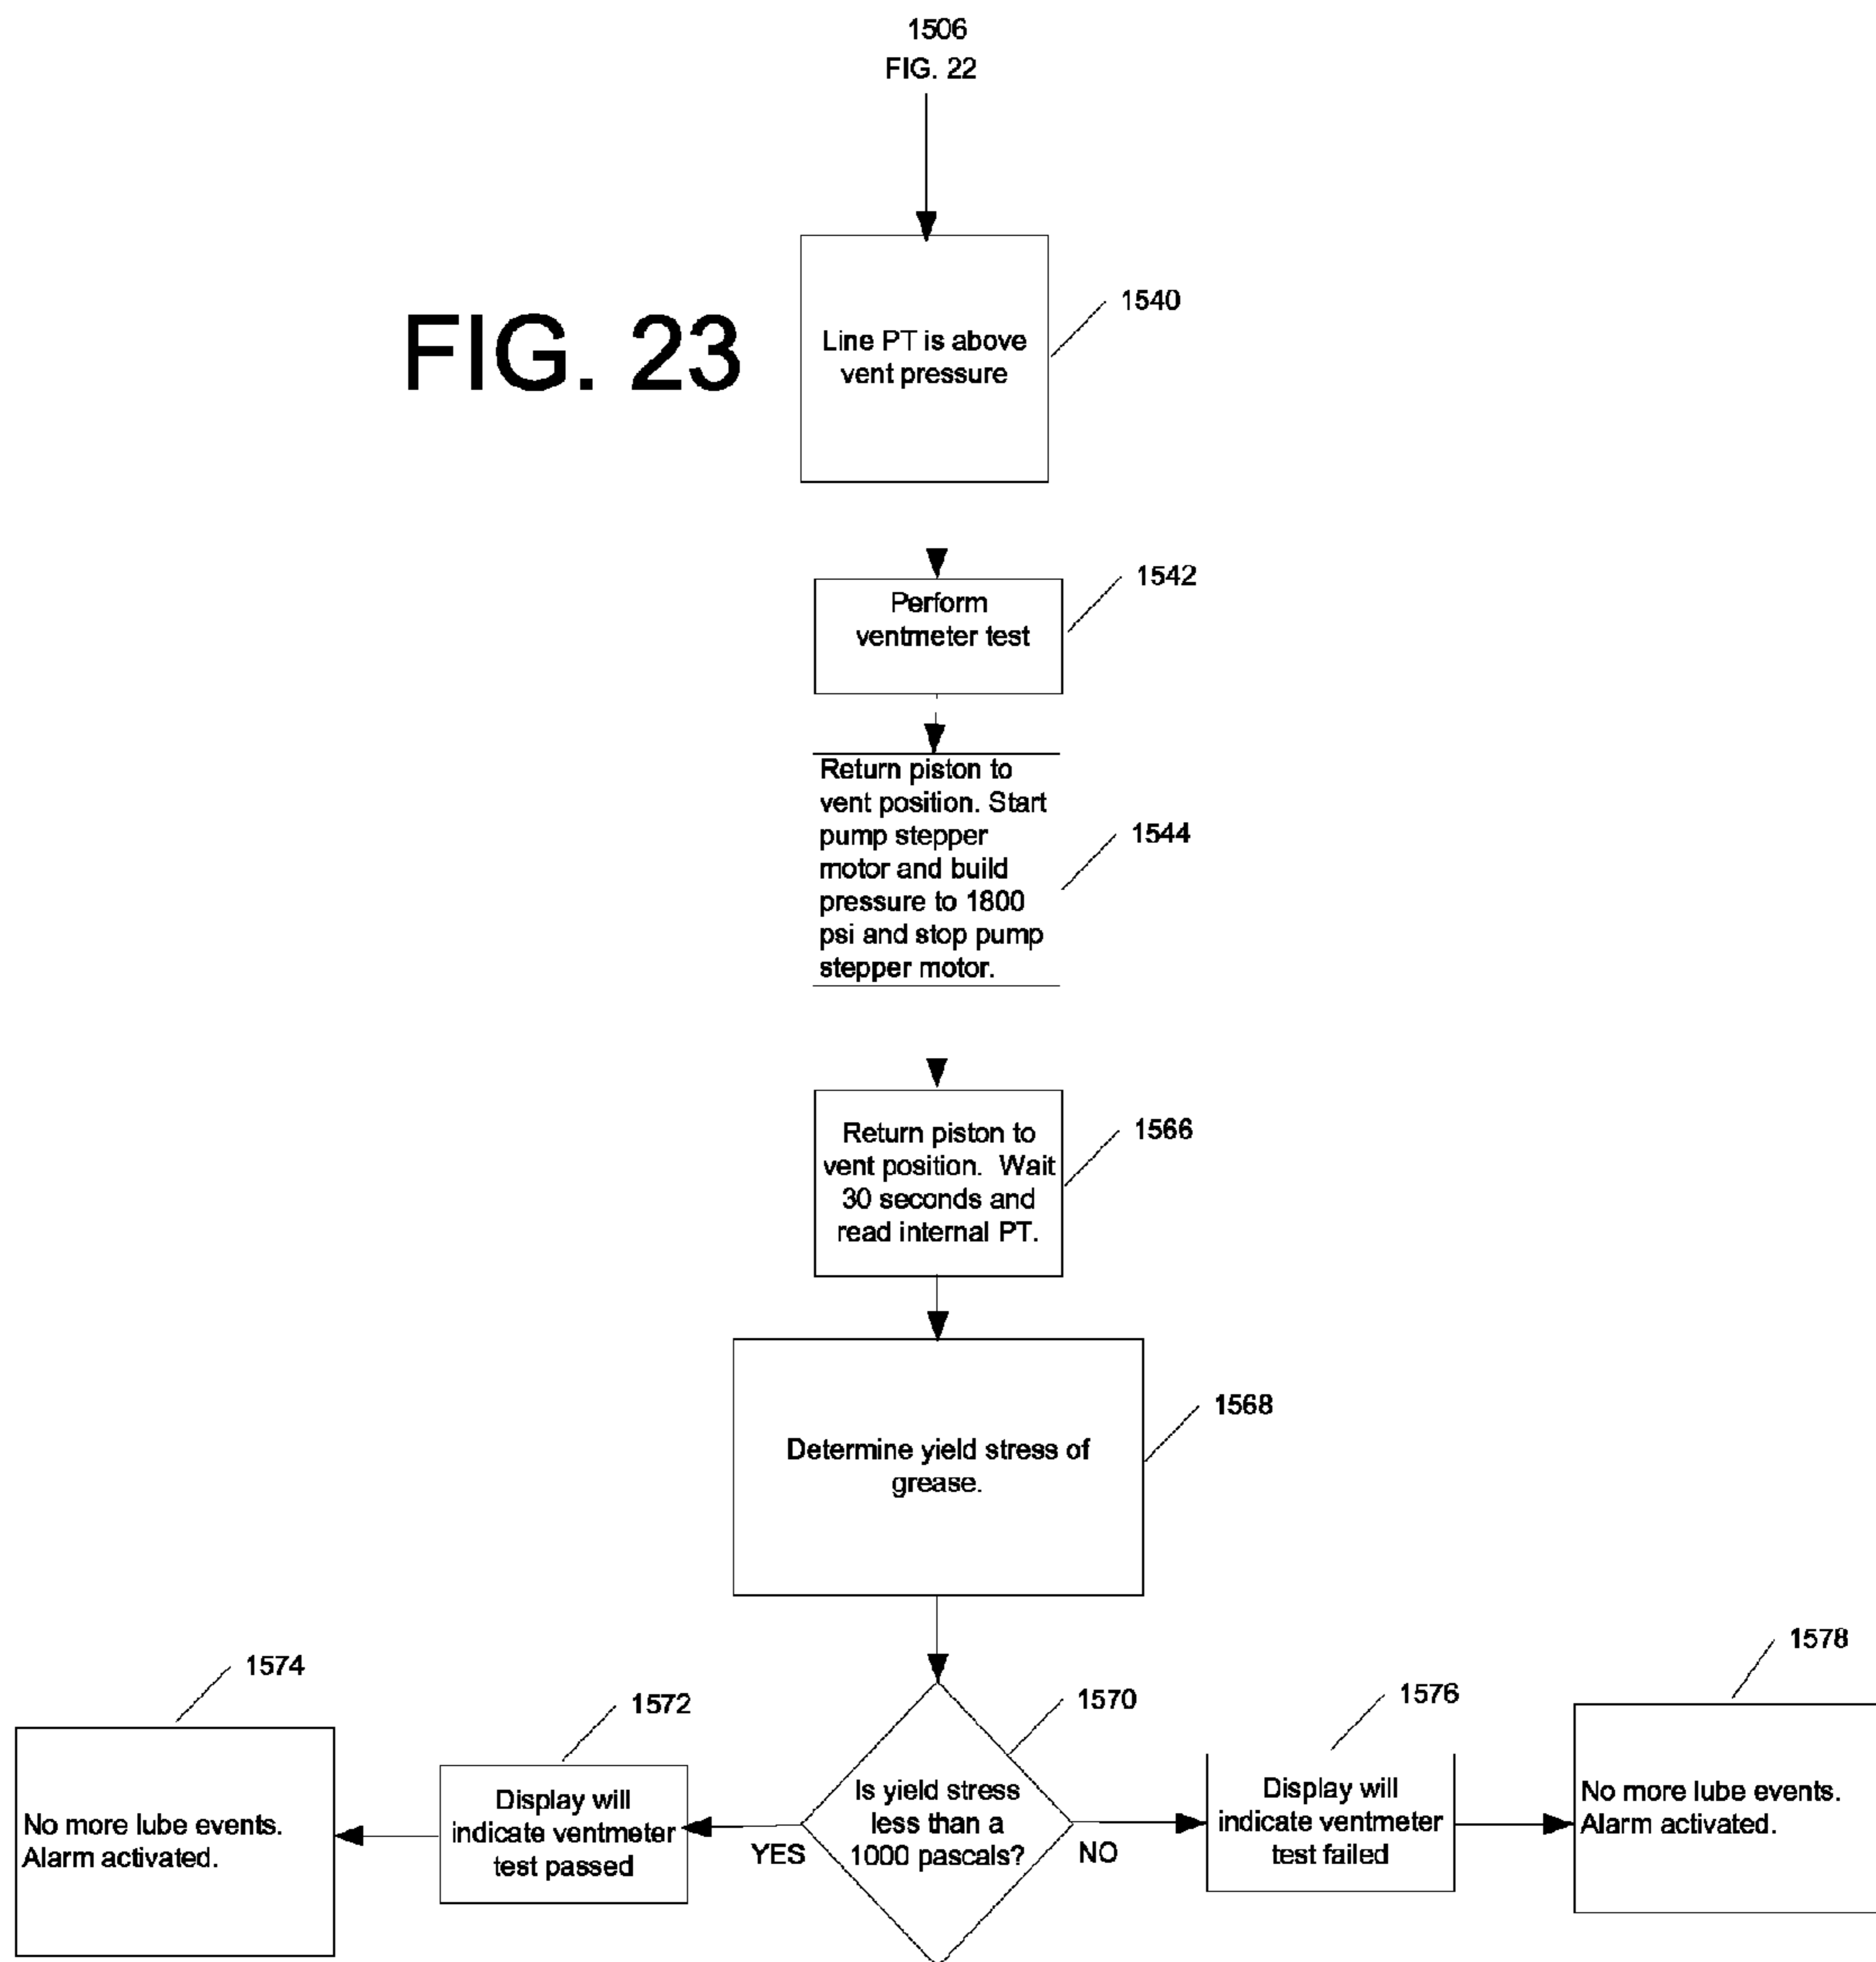 1506
FIG. 22
FIG. 23
Line PT is above
vent pressure
1540
Perform
ventmeter test
1542
Return piston to
vent position. Start
pump stepper
motor and build
pressure to 1800
psi and stop pump
stepper motor.
1544
Return piston to
vent position. Wait
30 seconds and
read internal PT.
1566
Determine yield stress of
grease.
1568
1574
No more lube events.
Alarm activated.
1572
Display will
indicate ventmeter
test passed
YES
1570
Is yield stress
less than a
1000 pascals?
NO
1576
Display will
indicate ventmeter
test failed
1578
No more lube events.
Alarm activated.